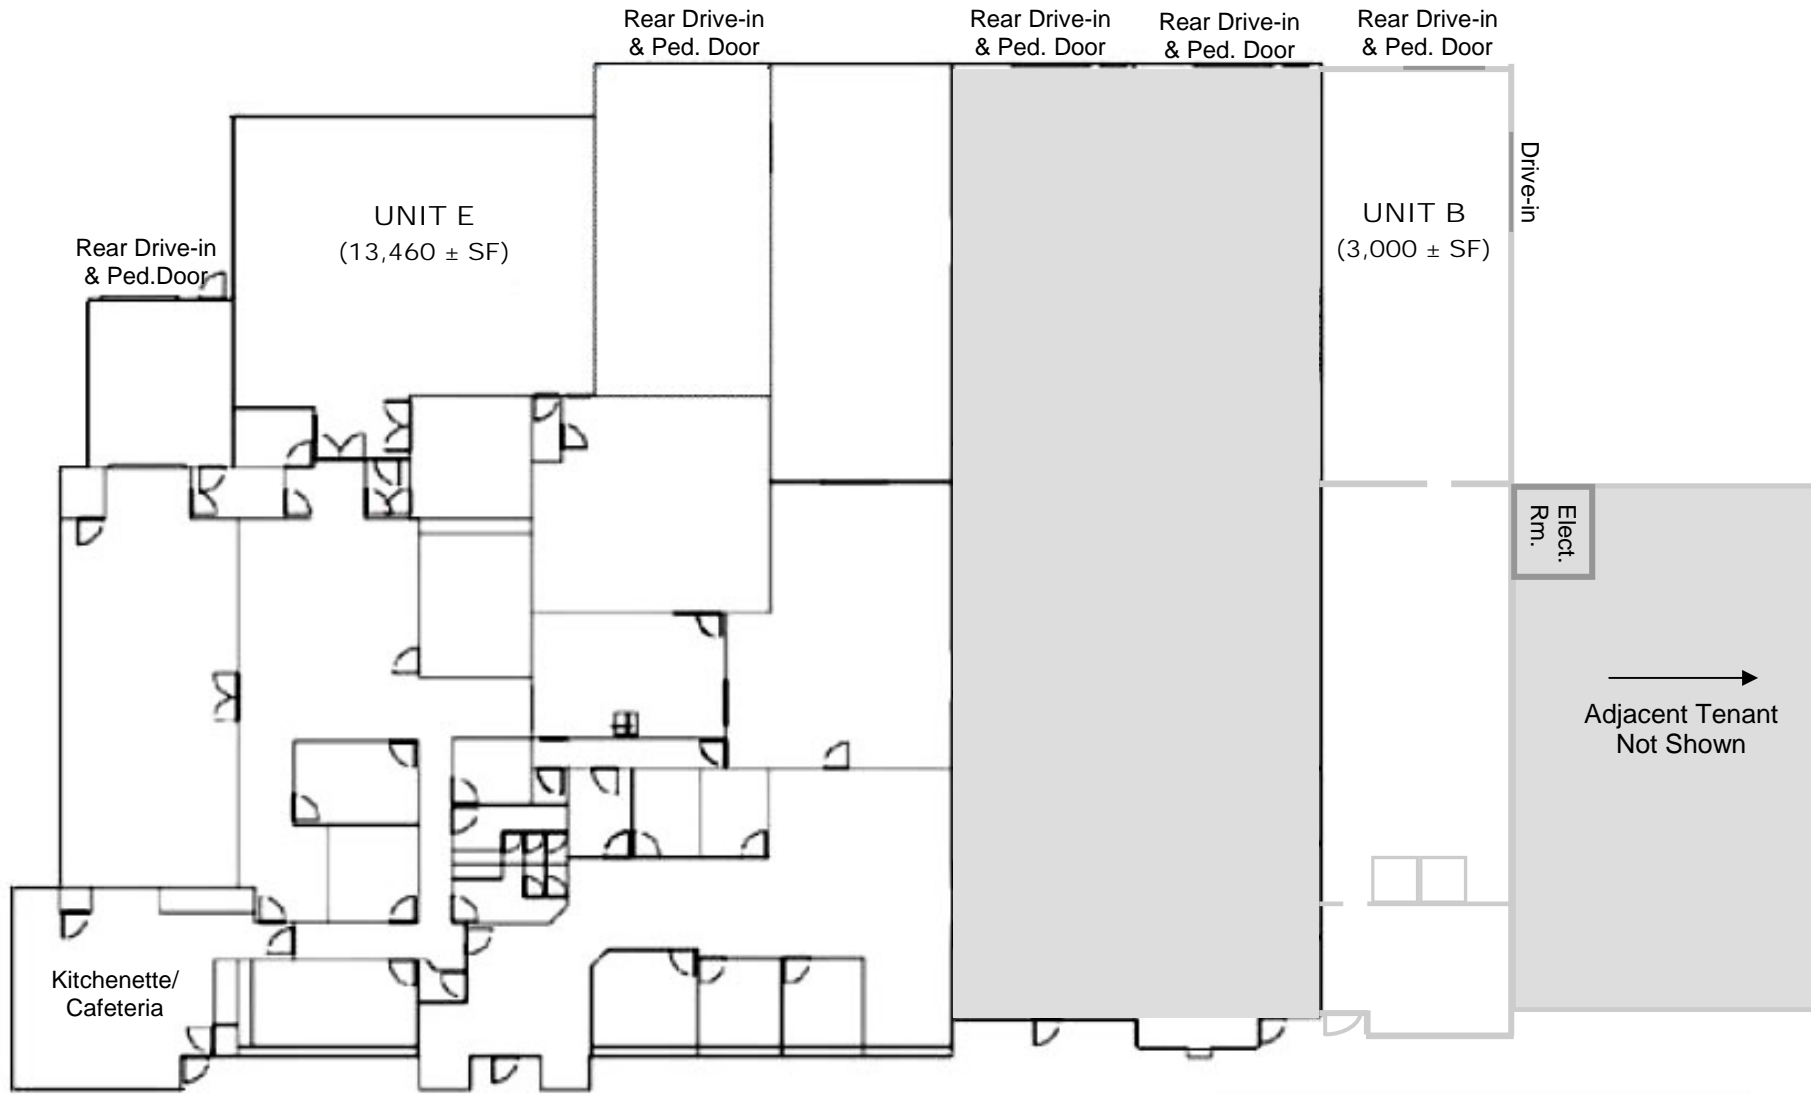 Rear Drive-in
& Ped. Door
Rear Drive-in
& Ped. Door
Rear Drive-in
& Ped. Door
Rear Drive-in
& Ped. Door
Drive-in
UNIT E
(13,460 ± SF)
UNIT B
(3,000 ± SF)
Rear Drive-in
& Ped.Door
Elect.
Rm.
Adjacent Tenant
Not Shown
Kitchenette/
Cafeteria